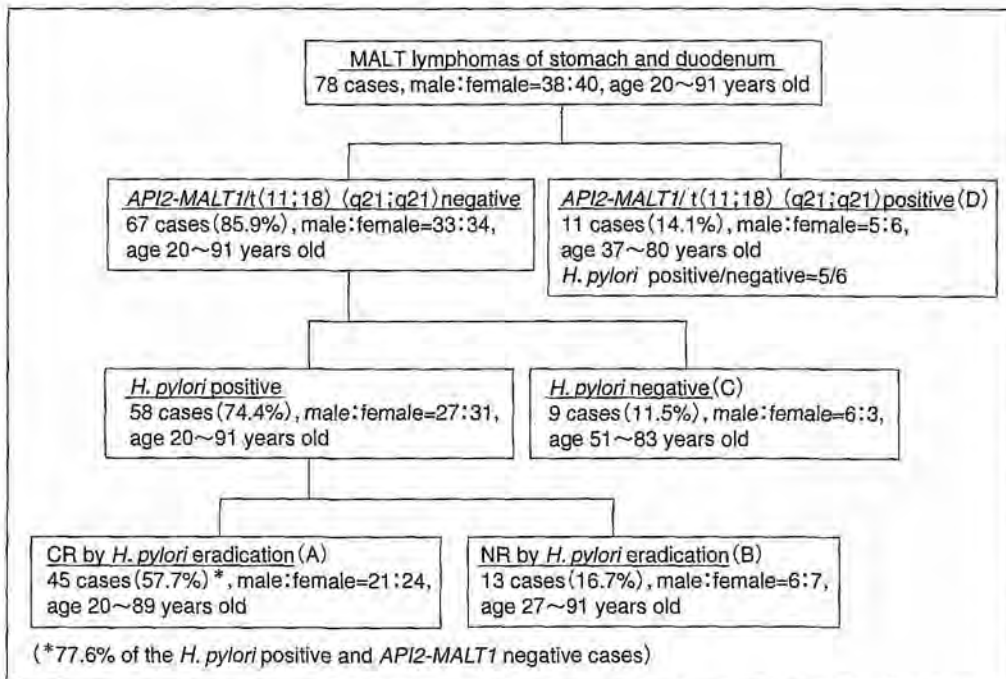 MALT lymphomas of stomach and duodenum
78 cases, male:female=38:40, age 20～91 years old
API2-MALT1/t(11;18) (q21;q21)negative
67 cases(85.9%), male:female=33:34,
age 20～91 years old
API2-MALT1/ t(11;18) (q21;q21)positive(D)
11 cases(14.1%), male:female=5:6,
age 37～80 years old
H. pylori positive/negative=5/6
H. pylori positive
58 cases(74.4%), male:female=27:31,
age 20～91 years old
H. pylori negative(C)
9 cases(11.5%), male:female=6:3,
age 51～83 years old
CR by H. pylori eradication(A)
45 cases(57.7%)*, male:female=21:24,
age 20～89 years old
NR by H. pylori eradication(B)
13 cases(16.7%), male:female=6:7,
age 27～91 years old
(*77.6% of the H. pylori positive and API2-MALT1 negative cases)